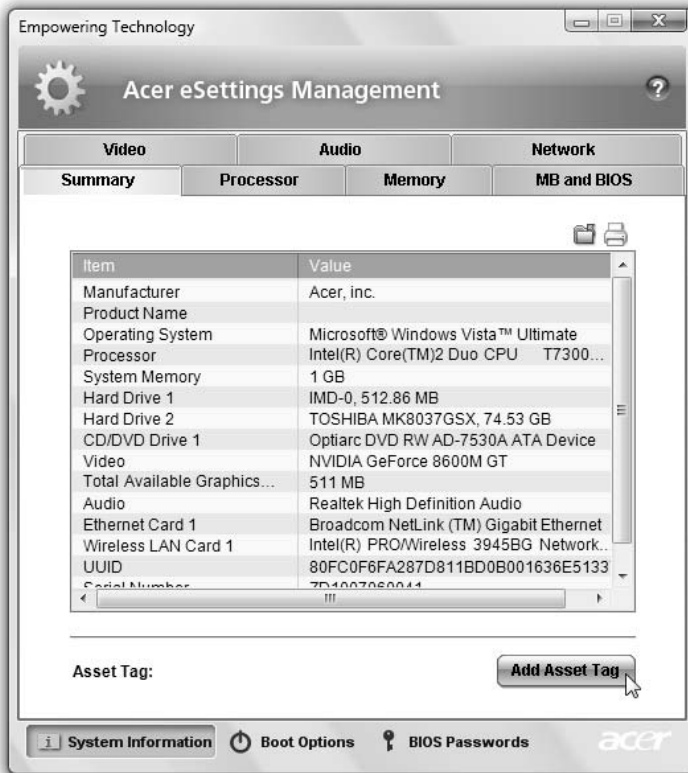 Empowering Technology
Acer eSettings Management
Video Audio Network
Summary Processor Memory MB and BIOS
Item Value
Manufacturer Acer, inc.
Product Name
Operating System Microsoft® Windows Vista™ Ultimate
Processor Intel(R) Core(TM)2 Duo CPU T7300...
System Memory 1 GB
Hard Drive 1 IMD-0, 512.86 MB
Hard Drive 2 TOSHIBA MK8037GSX, 74.53 GB
CD/DVD Drive 1 Optiarc DVD RW AD-7530A ATA Device
Video NVIDIA GeForce 8600M GT
Total Available Graphics... 511 MB
Audio Realtek High Definition Audio
Ethernet Card 1 Broadcom NetLink (TM) Gigabit Ethernet
Wireless LAN Card 1 Intel(R) PRO/Wireless 3945BG Network..
UUID 80FC0F6FA287D811BD0B001636E5133
Serial Number
Asset Tag: Add Asset Tag
System Information Boot Options BIOS Passwords acer